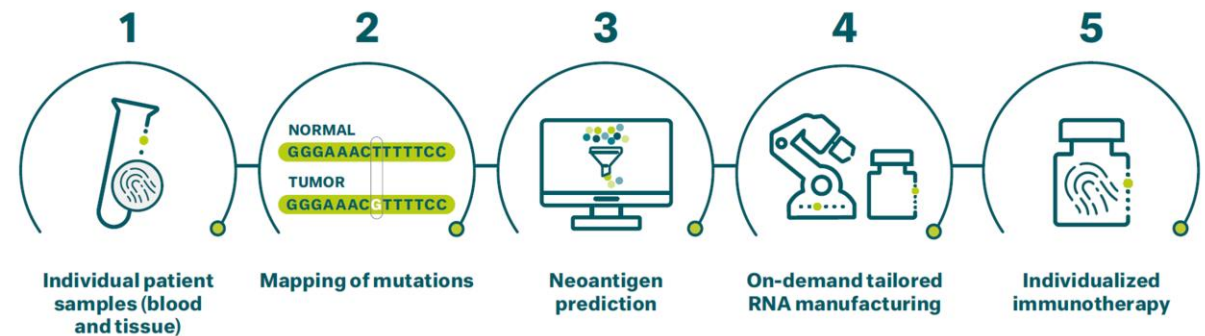 1
2
3
4
5
NORMAL
GGGAAACTTTTTCC
TUMOR
GGGAAACGTTTTCC
Individual patient
samples (blood
and tissue)
Mapping of mutations
Neoantigen
prediction
On-demand tailored
RNA manufacturing
Individualized
immunotherapy